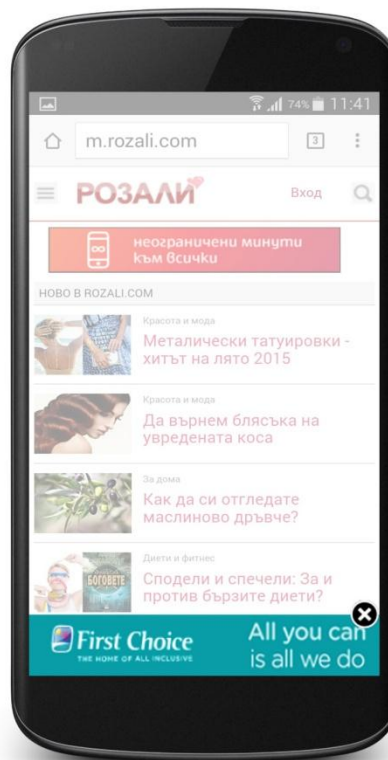 74% 11:41
m.rozali.com 3
РОЗАЛИ Вход
неограничени минути
към всички
НОВО В ROZALI.COM
Красота и мода
Металически татуировки -
хитът на лято 2015
Красота и мода
Да върнем блясъка на
увредената коса
За дома
Как да си отгледате
маслиново дръвче?
Диети и фитнес
БОГОВЕТЕ
Сподели и спечели: За и
против бързите диети?
First Choice
THE HOME OF ALL INCLUSIVE
All you can
is all we do